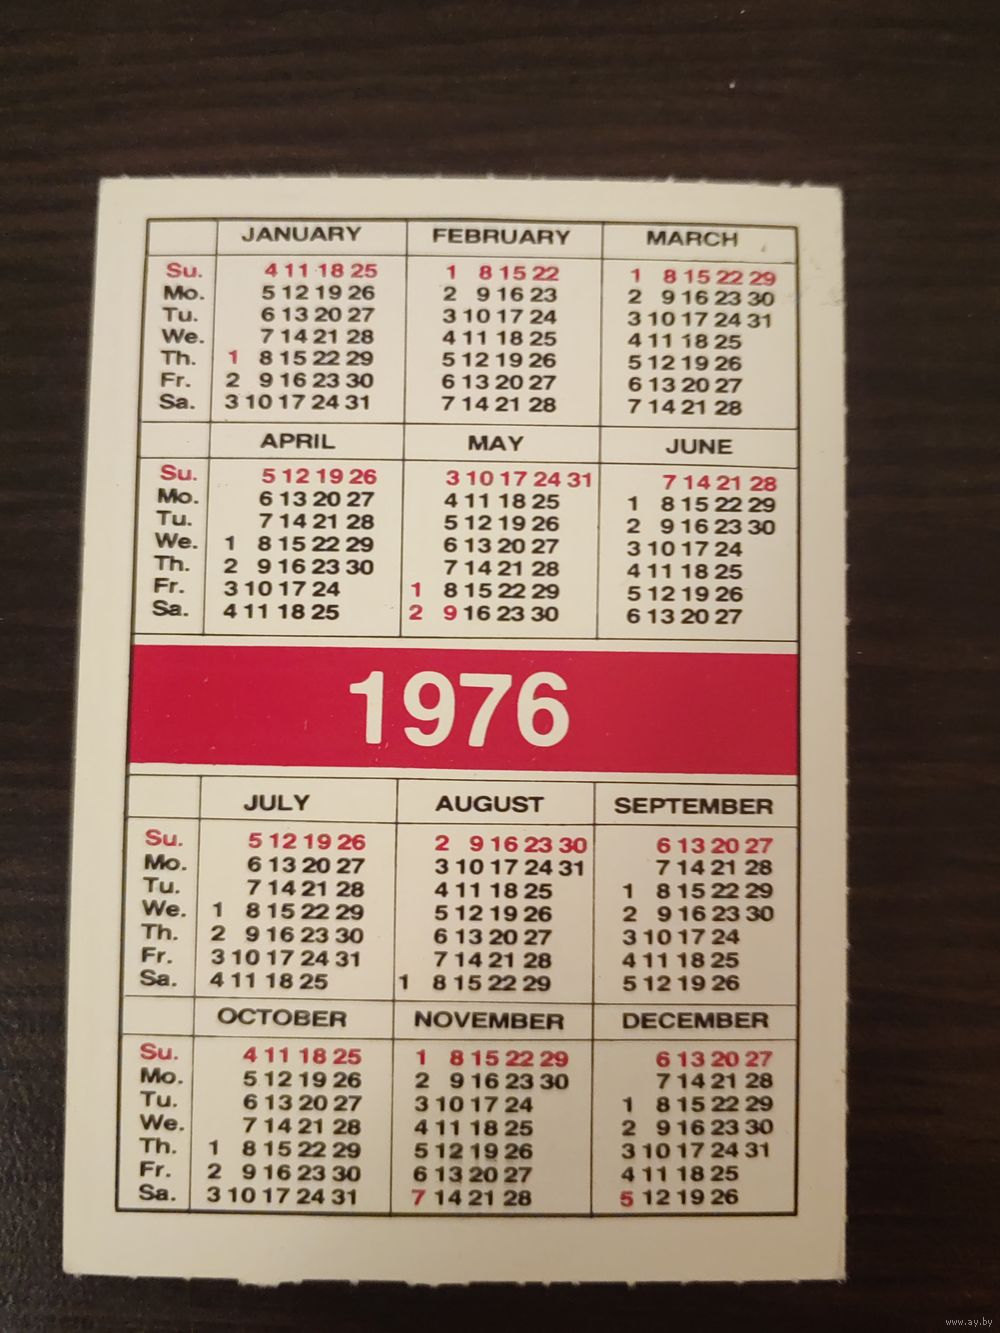 JANUARY FEBRUARY MARCH
Su. 4 11 18 25 1 8 15 22 1 8 15 22 29
Mo. 5 12 19 26 2 9 16 23 2 9 16 23 30
Tu. 6 13 20 27 3 10 17 24 3 10 17 24 31
We. 7 14 21 28 4 11 18 25 4 11 18 25
Th. 1 8 15 22 29 5 12 19 26 5 12 19 26
Fr. 2 9 16 23 30 6 13 20 27 6 13 20 27
Sa. 3 10 17 24 31 7 14 21 28 7 14 21 28
APRIL MAY JUNE
Su. 5 12 19 26 3 10 17 24 31 7 14 21 28
Mo. 6 13 20 27 4 11 18 25 1 8 15 22 29
Tu. 7 14 21 28 5 12 19 26 2 9 16 23 30
We. 1 8 15 22 29 6 13 20 27 3 10 17 24
Th. 2 9 16 23 30 7 14 21 28 4 11 18 25
Fr. 3 10 17 24 1 8 15 22 29 5 12 19 26
Sa. 4 11 18 25 2 9 16 23 30 6 13 20 27
1976
JULY AUGUST SEPTEMBER
Su. 5 12 19 26 2 9 16 23 30 6 13 20 27
Mo. 6 13 20 27 3 10 17 24 31 7 14 21 28
Tu. 7 14 21 28 4 11 18 25 1 8 15 22 29
We. 1 8 15 22 29 5 12 19 26 2 9 16 23 30
Th. 2 9 16 23 30 6 13 20 27 3 10 17 24
Fr. 3 10 17 24 31 7 14 21 28 4 11 18 25
Sa. 4 11 18 25 1 8 15 22 29 5 12 19 26
OCTOBER NOVEMBER DECEMBER
Su. 4 11 18 25 1 8 15 22 29 6 13 20 27
Mo. 5 12 19 26 2 9 16 23 30 7 14 21 28
Tu. 6 13 20 27 3 10 17 24 1 8 15 22 29
We. 7 14 21 28 4 11 18 25 2 9 16 23 30
Th. 1 8 15 22 29 5 12 19 26 3 10 17 24 31
Fr. 2 9 16 23 30 6 13 20 27 4 11 18 25
Sa. 3 10 17 24 31 7 14 21 28 5 12 19 26
www.ay.by